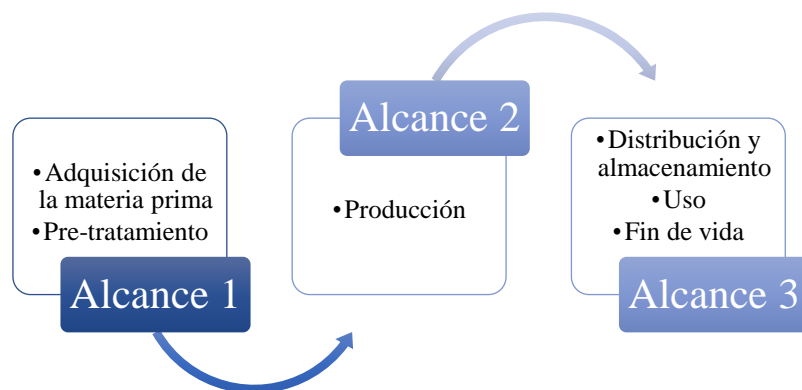 •Adquisición de
la materia prima
•Pre-tratamiento
Alcance 1
Alcance 2
•Producción
•Distribución y
almacenamiento
•Uso
•Fin de vida
Alcance 3